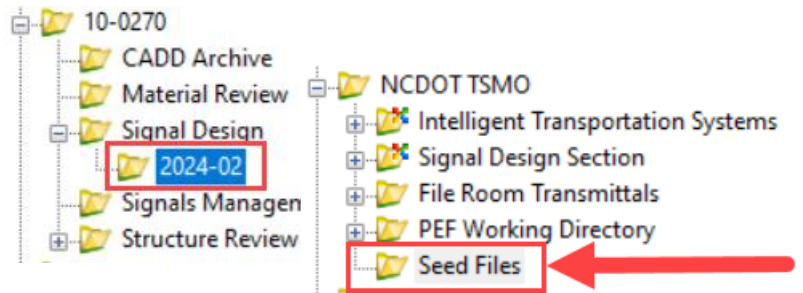 10-0270
CADD Archive
Material Review
Signal Design
2024-02
Signals Managen
Structure Review
NCDOT TSMO
Intelligent Transportation Systems
Signal Design Section
File Room Transmittals
PEF Working Directory
Seed Files